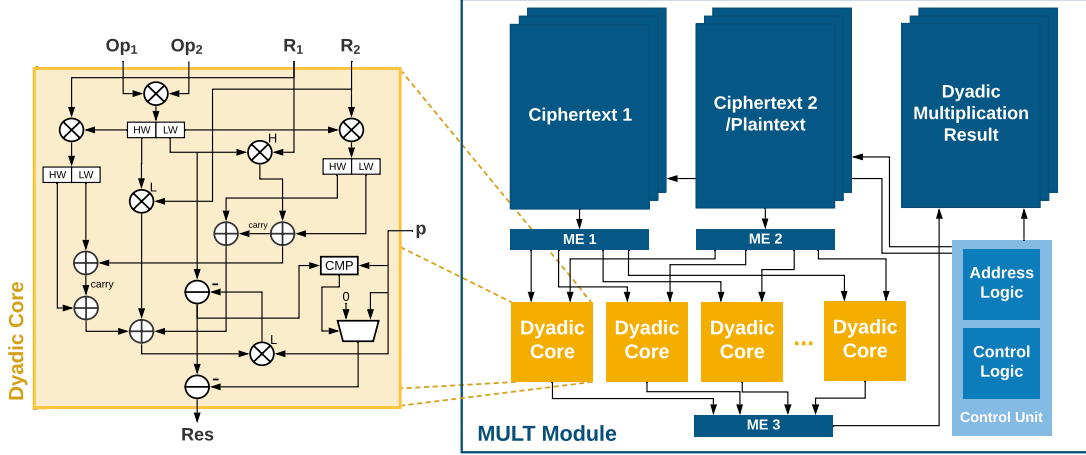 Op1 Op2 R1 R2
HW LW
H
HW LW
HW LW
L
carry
p
CMP
carry
-
0
L
-
Res
Dyadic Core
Ciphertext 1
Ciphertext 2
/Plaintext
Dyadic
Multiplication
Result
ME 1
ME 2
Dyadic
Core
Dyadic
Core
Dyadic
Core
...
Dyadic
Core
ME 3
Address
Logic
Control
Logic
Control Unit
MULT Module